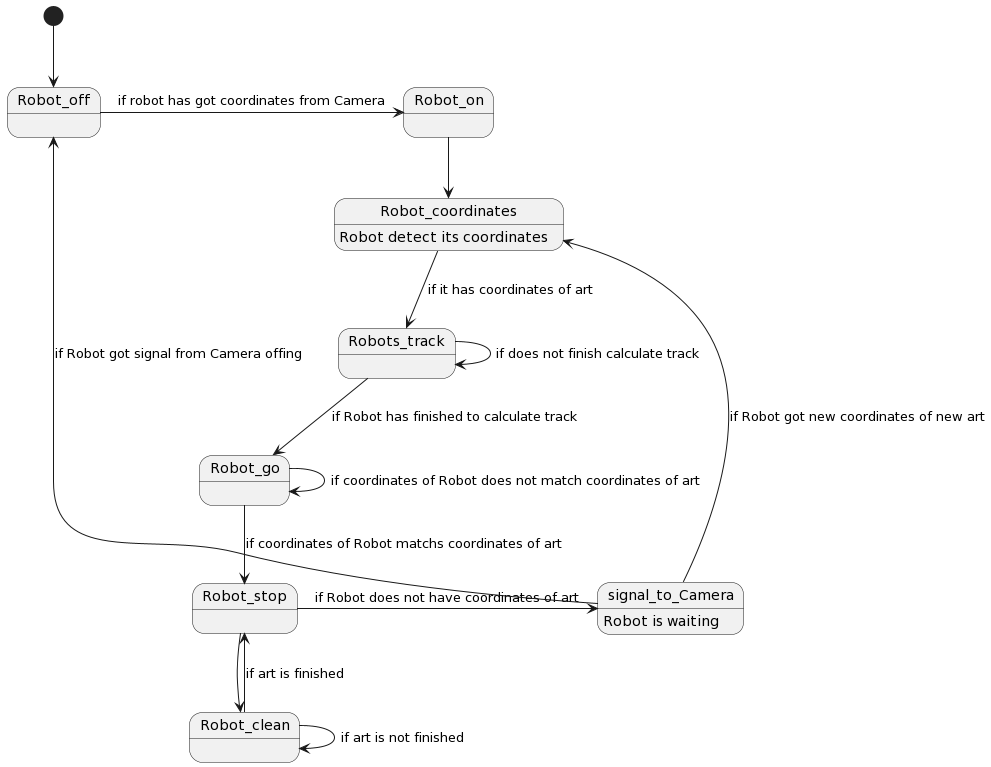 Robot_off
if robot has got coordinates from Camera
Robot_on
Robot_coordinates
Robot detect its coordinates
if it has coordinates of art
Robots_track
if does not finish calculate track
if Robot got signal from Camera offing
if Robot has finished to calculate track
if Robot got new coordinates of new art
Robot_go
if coordinates of Robot does not match coordinates of art
if coordinates of Robot matchs coordinates of art
Robot_stop
if Robot does not have coordinates of art
signal_to_Camera
Robot is waiting
if art is finished
Robot_clean
if art is not finished